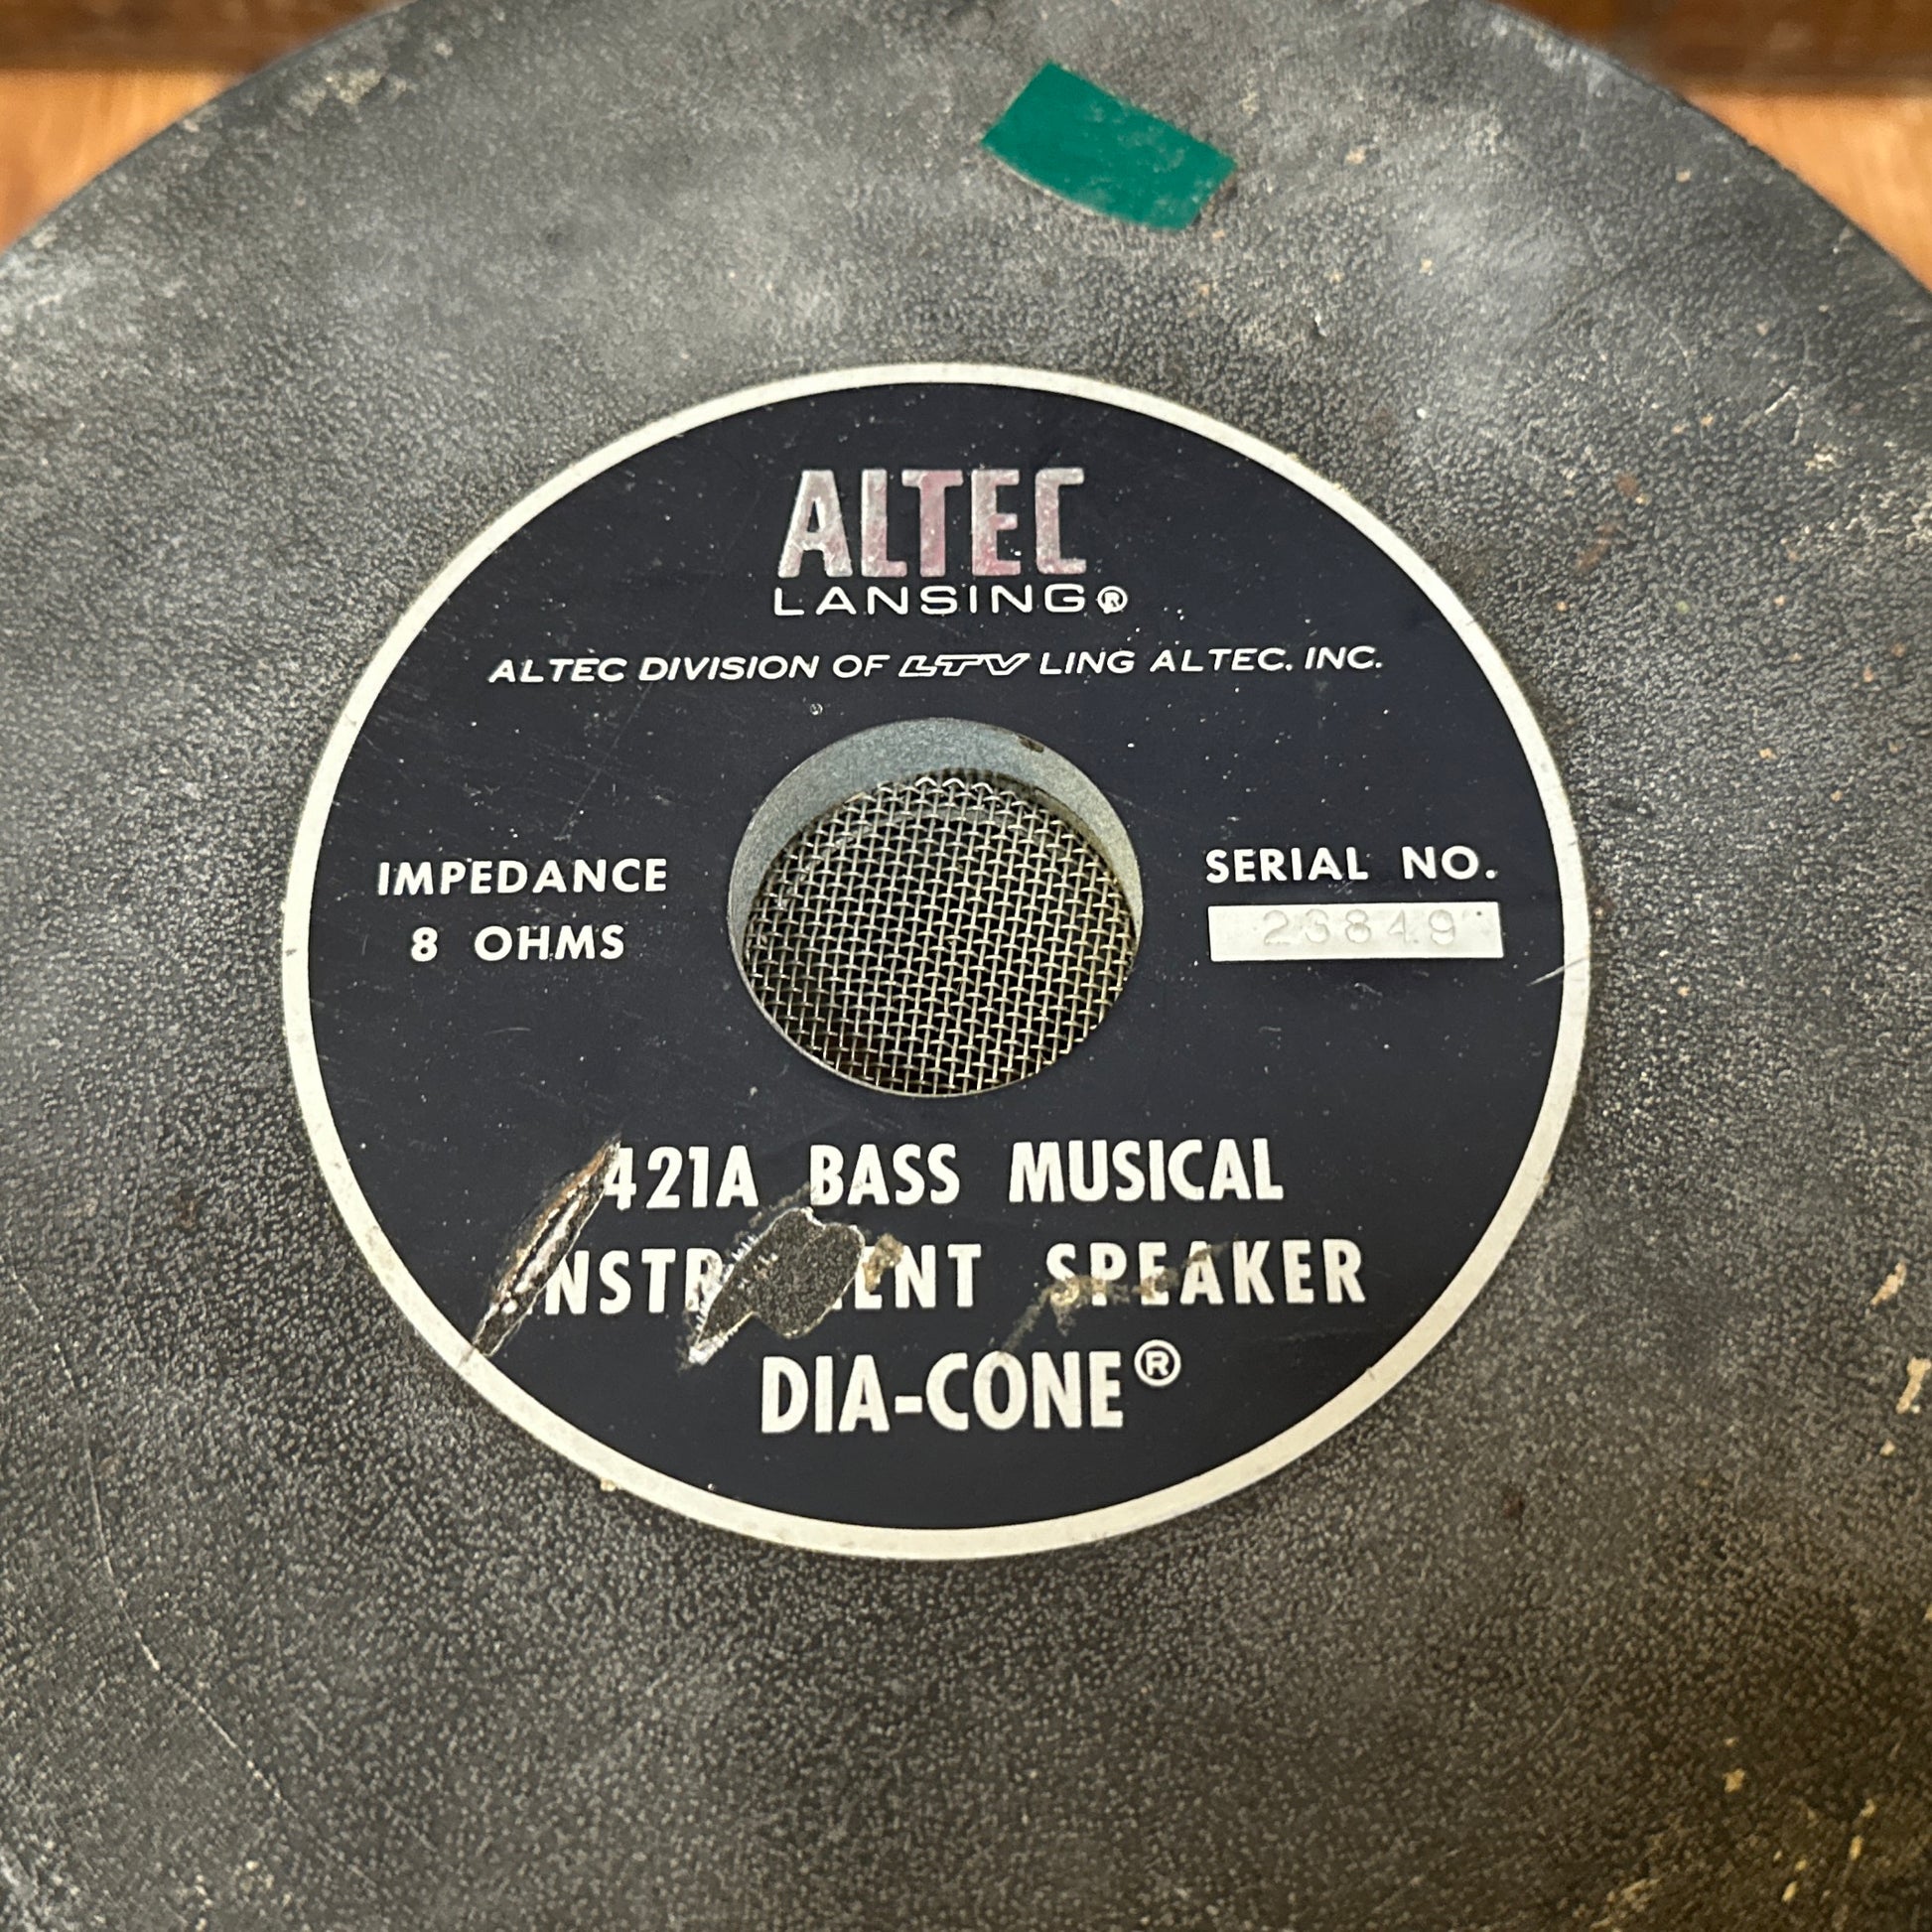 ALTEC
LANSING®
ALTEC DIVISION OF LTV LING ALTEC, INC.
IMPEDANCE
8 OHMS
SERIAL NO.
23849
421A BASS MUSICAL
SPEAKER
DIA-CONE®